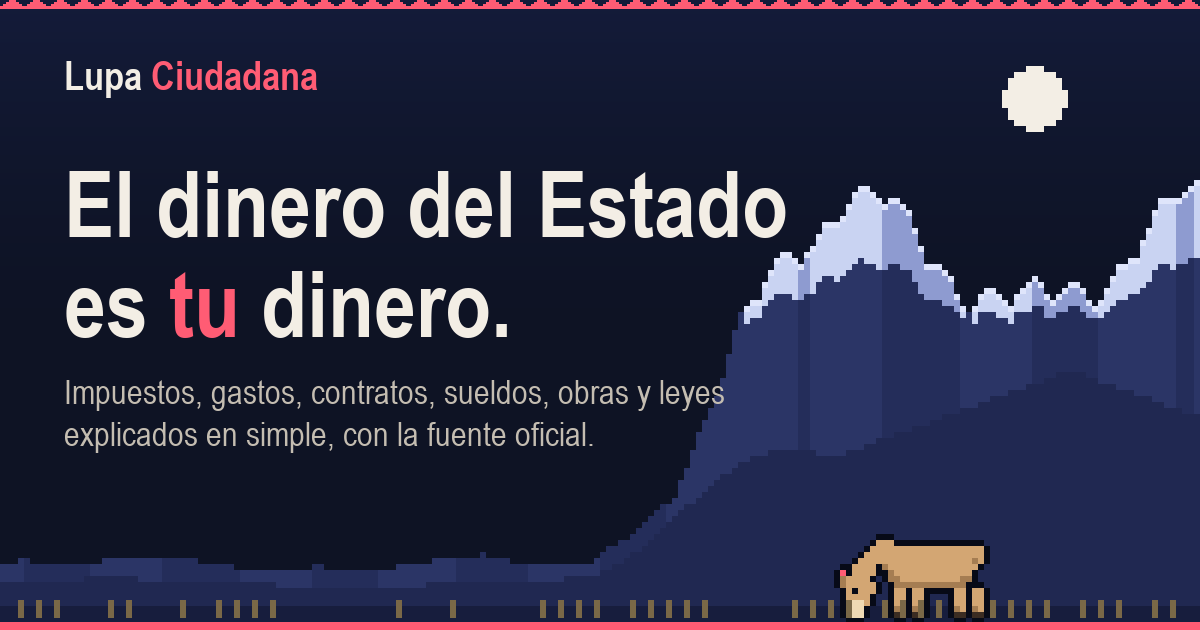 Lupa Ciudadana
El dinero del Estado
es tu dinero.
Impuestos, gastos, contratos, sueldos, obras y leyes
explicados en simple, con la fuente oficial.